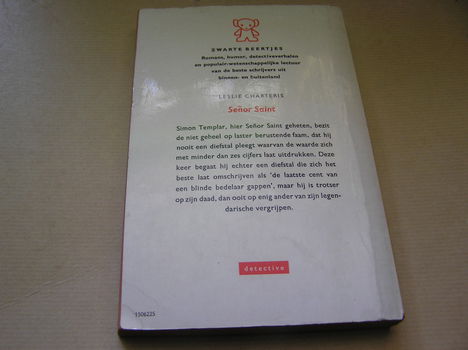 ZWARTE BEERTJES
Romans, humor, detectiveverhalen
en populair-wetenschappelijke lectuur
van de beste schrijvers uit
binnen- en buitenland
LESLIE CHARTERIS
Señor Saint
Simon Templar, hier Señor Saint geheten, bezit
de niet geheel op laster berustende faam, dat hij
nooit een diefstal pleegt waarvan de waarde zich
met minder dan zes cijfers laat uitdrukken. Deze
keer begaat hij echter een diefstal die zich het
beste laat omschrijven als 'de laatste cent van
een blinde bedelaar gappen', maar hij is trotser
op zijn daad, dan ooit op enig ander van zijn legen-
darische vergrijpen.
detective
1506225